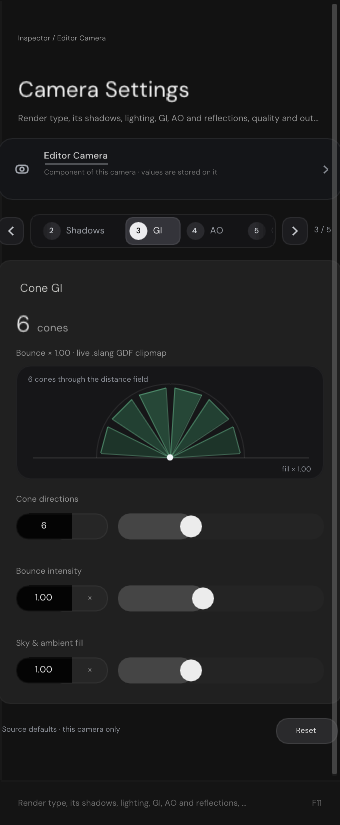 Inspector / Editor Camera
Camera Settings
Render type, its shadows, lighting, GI, AO and reflections, quality and out...
Editor Camera
Component of this camera · values are stored on it
2 Shadows 3 GI 4 AO 5 3 / 5
Cone GI
6 cones
Bounce × 1.00 · live .slang GDF clipmap
6 cones through the distance field
fill × 1.00
Cone directions
6
Bounce intensity
1.00 ×
Sky & ambient fill
1.00 ×
Source defaults · this camera only Reset
Render type, its shadows, lighting, GI, AO and reflections, ... F11